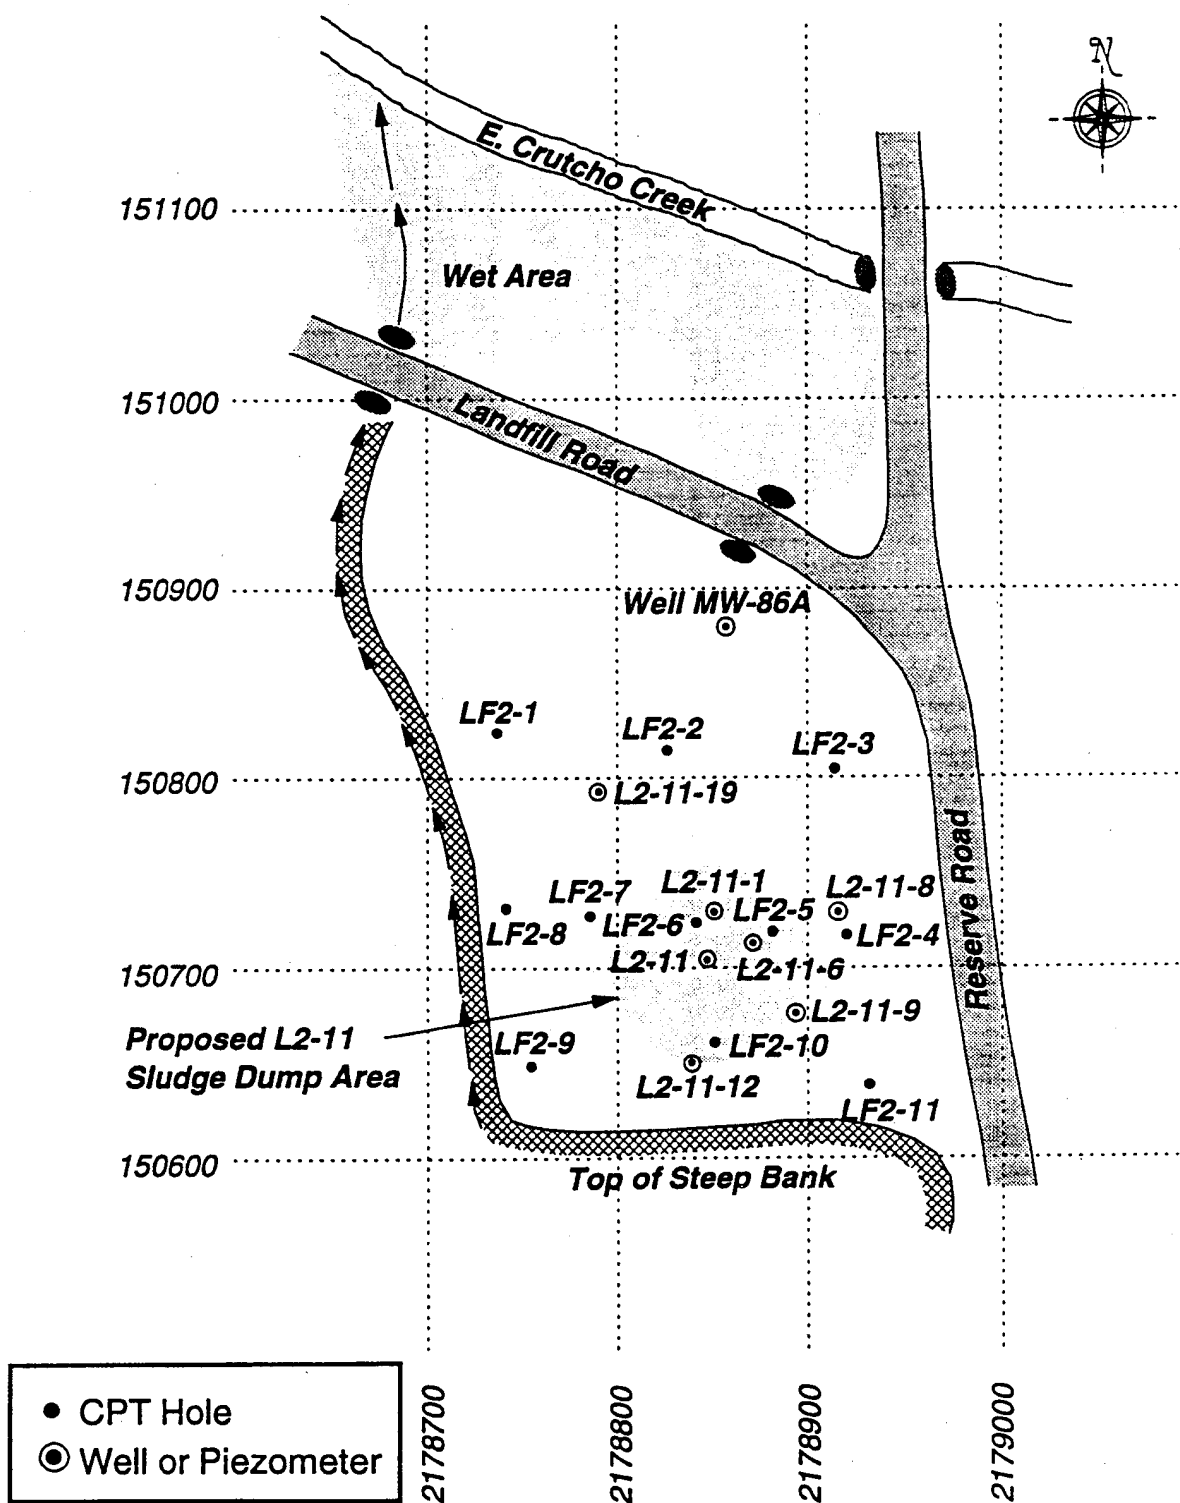 N
E. Crutcho Creek
151100
Wet Area
151000
Landfill Road
150900
Well MW-86A
LF2-1
LF2-2
LF2-3
150800
L2-11-19
Reserve Road
L2-11-1
L2-11-8
LF2-7
LF2-5
LF2-6
LF2-8
LF2-4
L2-11
L2-11-6
150700
L2-11-9
Proposed L2-11
Sludge Dump Area
LF2-9
LF2-10
L2-11-12
LF2-11
150600
Top of Steep Bank
2178700
2178800
2178900
2179000
CPT Hole
Well or Piezometer